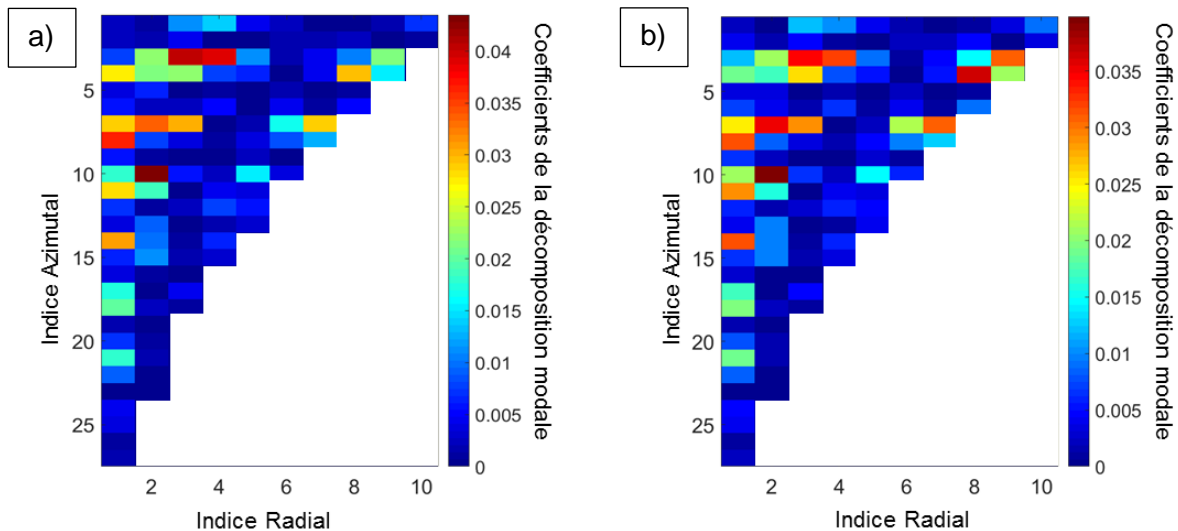 a)
5
10
15
20
25
Indice Azimutal
2 4 6 8 10
Indice Radial
0.04
0.035
0.03
0.025
0.02
0.015
0.01
0.005
0
Coefficients de la décomposition modale
b)
5
10
15
20
25
Indice Azimutal
2 4 6 8 10
Indice Radial
0.035
0.03
0.025
0.02
0.015
0.01
0.005
0
Coefficients de la décomposition modale